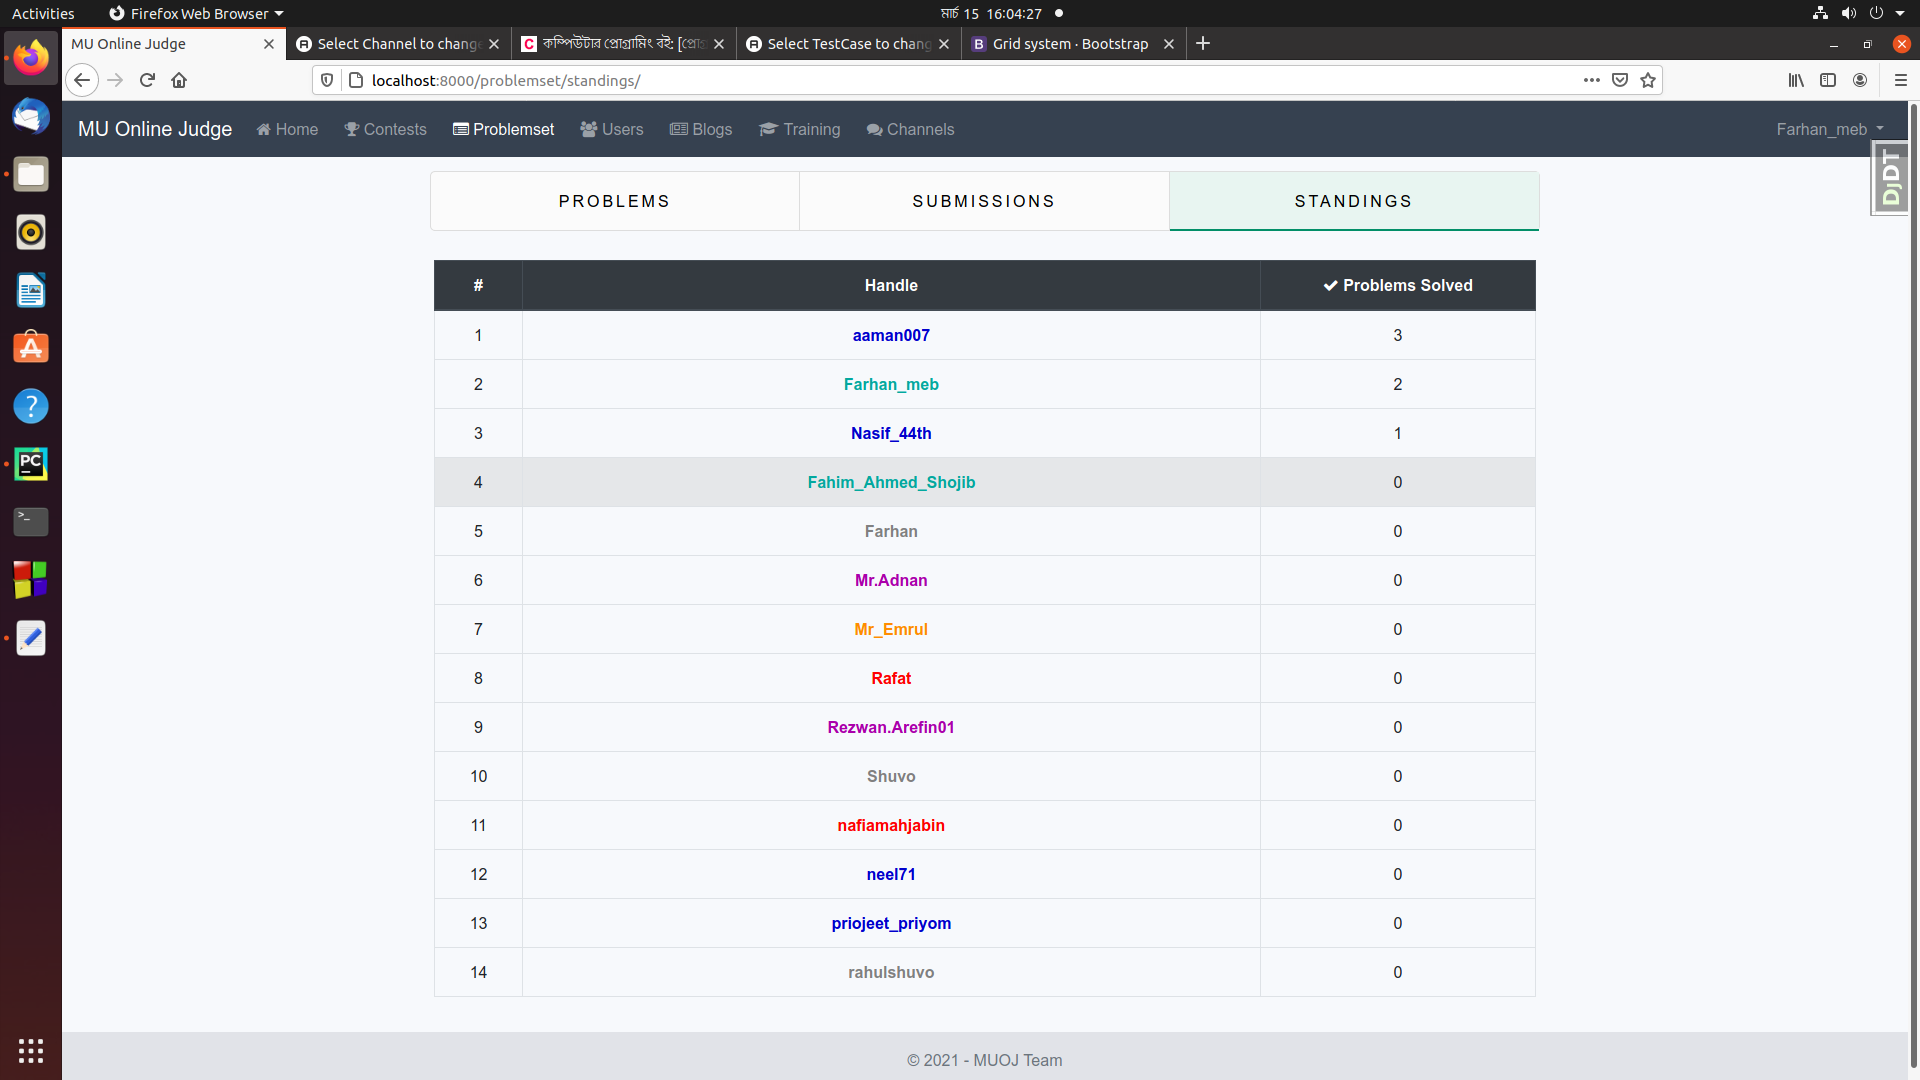 Activities Firefox Web Browser মার্চ 15 16:04:27
MU Online Judge Select Channel to change কম্পিউটার প্রোগ্রামিং বই: [প্রো Select TestCase to chang Grid system · Bootstrap
localhost:8000/problemset/standings/
MU Online Judge Home Contests Problemset Users Blogs Training Channels Farhan_meb
DjDT
PROBLEMS SUBMISSIONS STANDINGS
# Handle Problems Solved
1 aaman007 3
2 Farhan_meb 2
3 Nasif_44th 1
4 Fahim_Ahmed_Shojib 0
5 Farhan 0
6 Mr.Adnan 0
7 Mr_Emrul 0
8 Rafat 0
9 Rezwan.Arefin01 0
10 Shuvo 0
11 nafiamahjabin 0
12 neel71 0
13 priojeet_priyom 0
14 rahulshuvo 0
© 2021 - MUOJ Team